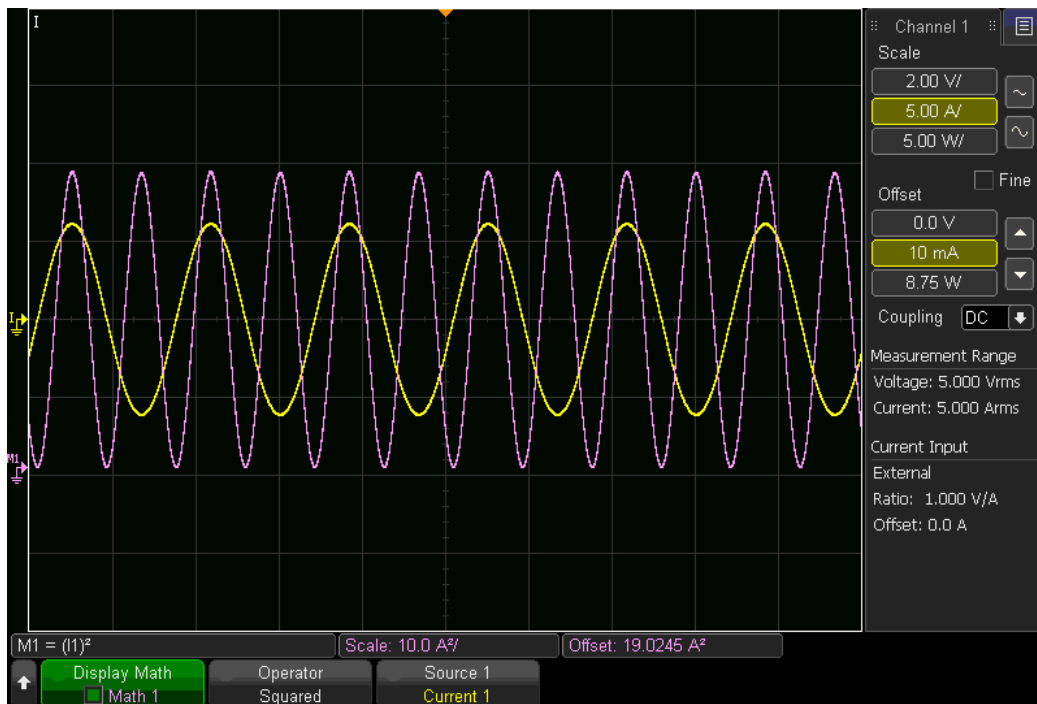 I
Channel 1
Scale
2.00 V/
5.00 A/
5.00 W/
Fine
Offset
0.0 V
10 mA
8.75 W
Coupling DC
I
Measurement Range
Voltage: 5.000 Vrms
Current: 5.000 Arms
M1
Current Input
External
Ratio: 1.000 V/A
Offset: 0.0 A
M1 = (I1)² Scale: 10.0 A²/ Offset: 19.0245 A²
Display Math Operator Source 1
Math 1 Squared Current 1